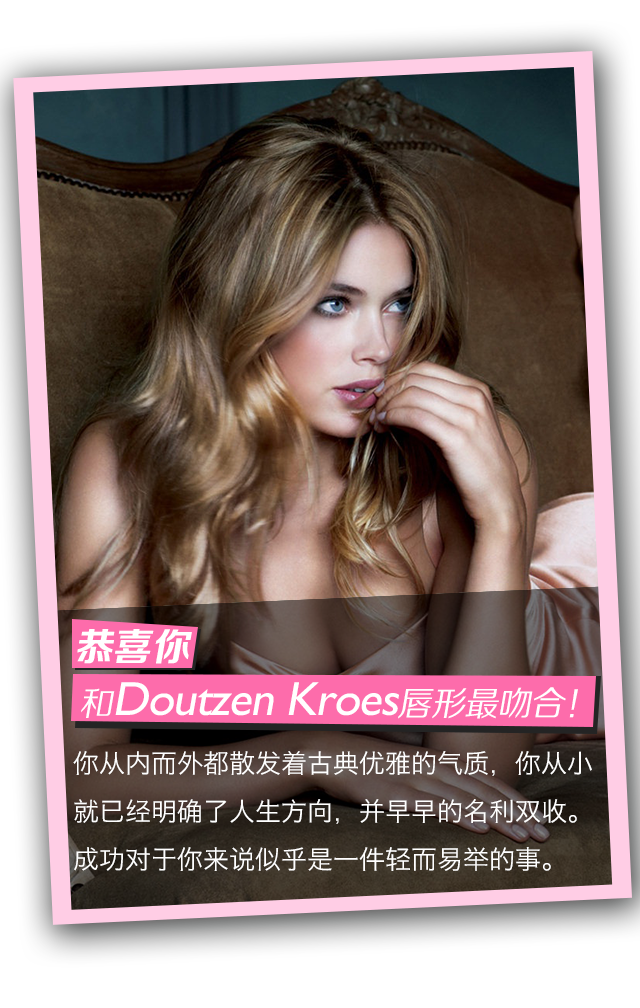 恭喜你
和Doutzen Kroes唇形最吻合！
你从内而外都散发着古典优雅的气质，你从小
就已经明确了人生方向，并早早的名利双收。
成功对于你来说似乎是一件轻而易举的事。